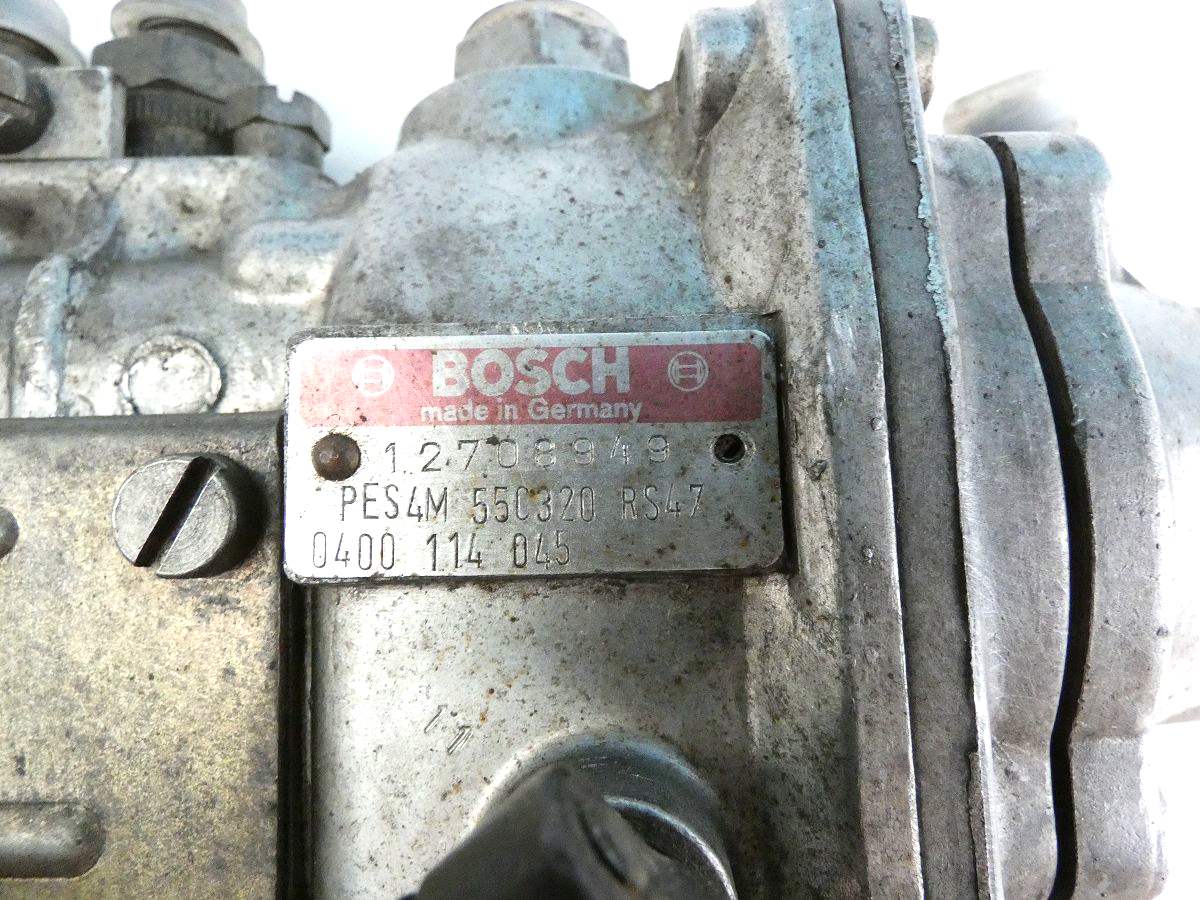 BOSCH
made in Germany
12708949
PES4M 55C320 RS47
0400 114 045